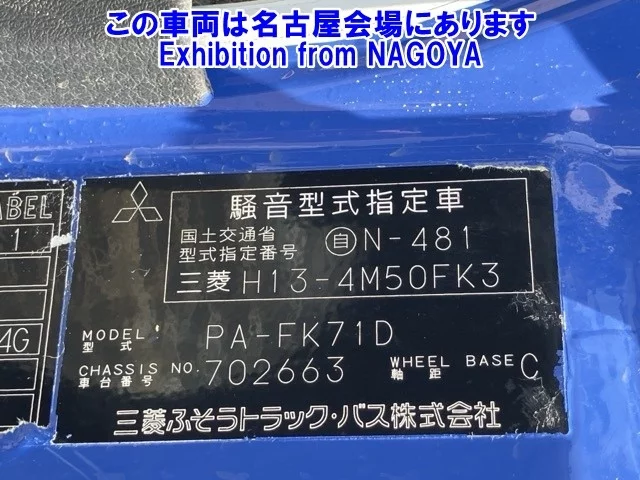 この車両は名古屋会場にあります
Exhibition from NAGOYA
ABEL
1
4G
騒音型式指定車
国土交通省
型式指定番号
自 N-481
三菱 H13-4M50FK3
MODEL PA-FK71D
型式
CHASSIS NO. 702663 WHEEL BASE C
車台番号 軸距
三菱ふそうトラック・バス株式会社